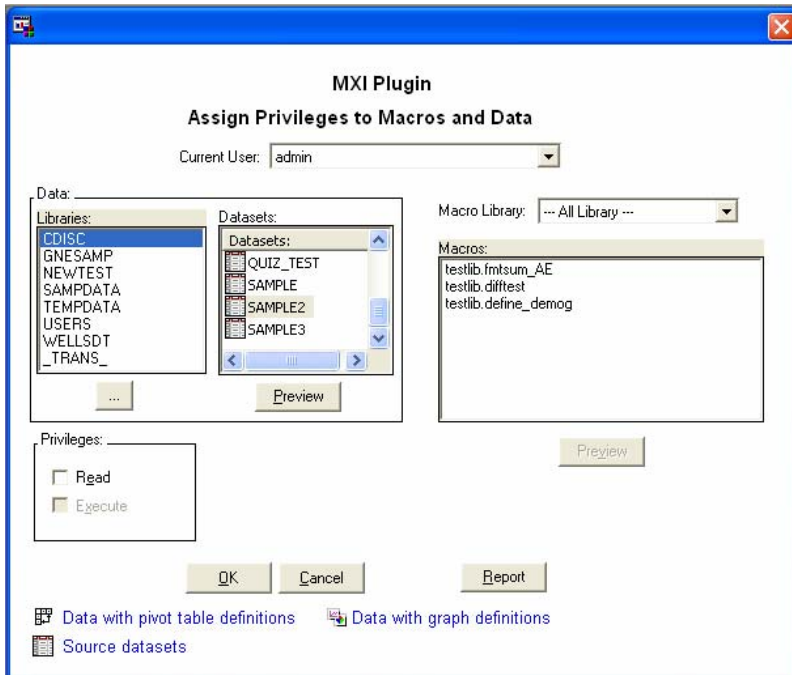 MXI Plugin
Assign Privileges to Macros and Data
Current User: admin
Data:
Libraries:
CDISC
GNESAMP
NEWTEST
SAMPDATA
TEMPDATA
USERS
WELLSDT
_TRANS_
...
Datasets:
Datasets:
QUIZ_TEST
SAMPLE
SAMPLE2
SAMPLE3
Preview
Macro Library: --- All Library ---
Macros:
testlib.fmtsum_AE
testlib.difftest
testlib.define_demog
Preview
Privileges:
Read
Execute
OK Cancel Report
Data with pivot table definitions Data with graph definitions
Source datasets